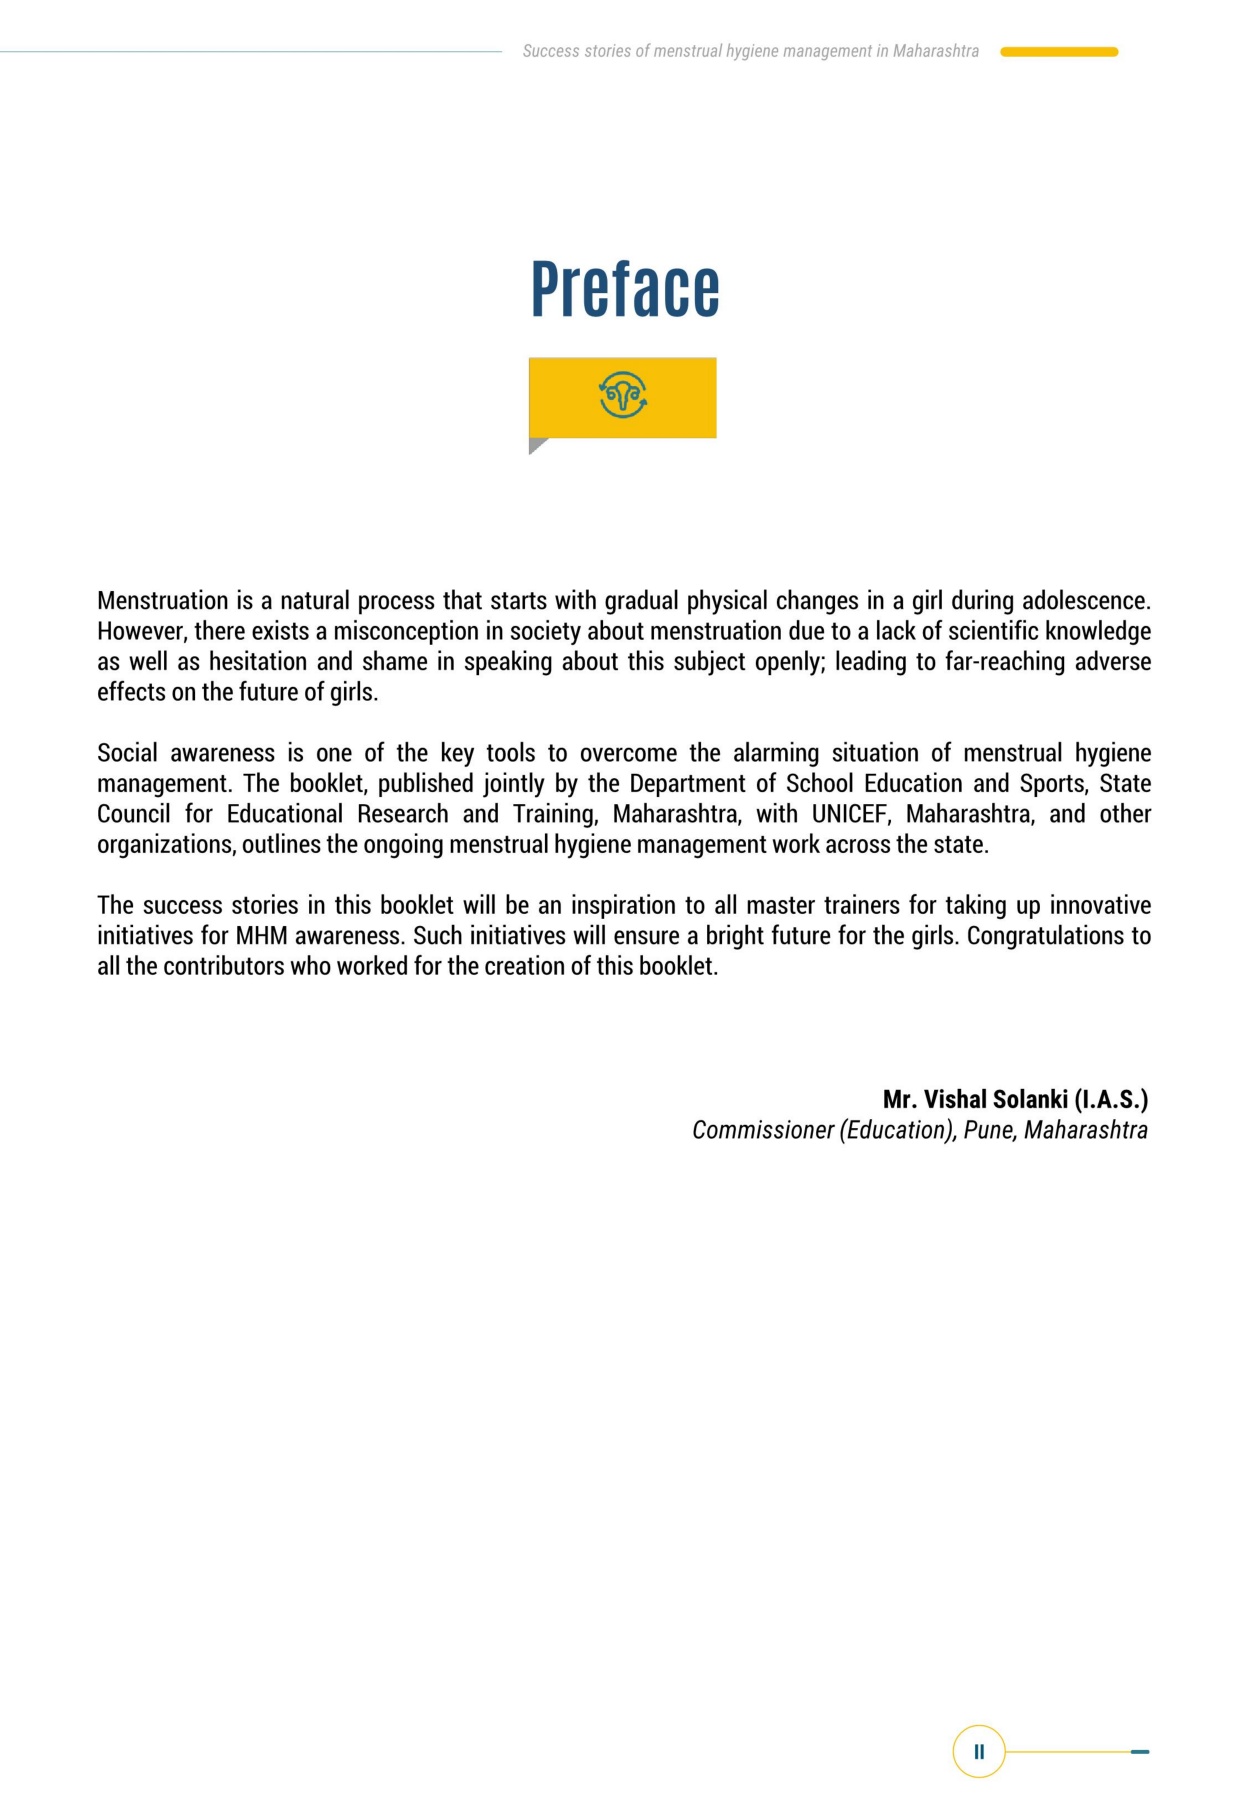 Success stories of menstrual hygiene management in Maharashtra
Preface
Menstruation is a natural process that starts with gradual physical changes in a girl during adolescence.
However, there exists a misconception in society about menstruation due to a lack of scientific knowledge
as well as hesitation and shame in speaking about this subject openly; leading to far-reaching adverse
effects on the future of girls.
Social awareness is one of the key tools to overcome the alarming situation of menstrual hygiene
management. The booklet, published jointly by the Department of School Education and Sports, State
Council for Educational Research and Training, Maharashtra, with UNICEF, Maharashtra, and other
organizations, outlines the ongoing menstrual hygiene management work across the state.
The success stories in this booklet will be an inspiration to all master trainers for taking up innovative
initiatives for MHM awareness. Such initiatives will ensure a bright future for the girls. Congratulations to
all the contributors who worked for the creation of this booklet.
Mr. Vishal Solanki (I.A.S.)
Commissioner (Education), Pune, Maharashtra
II